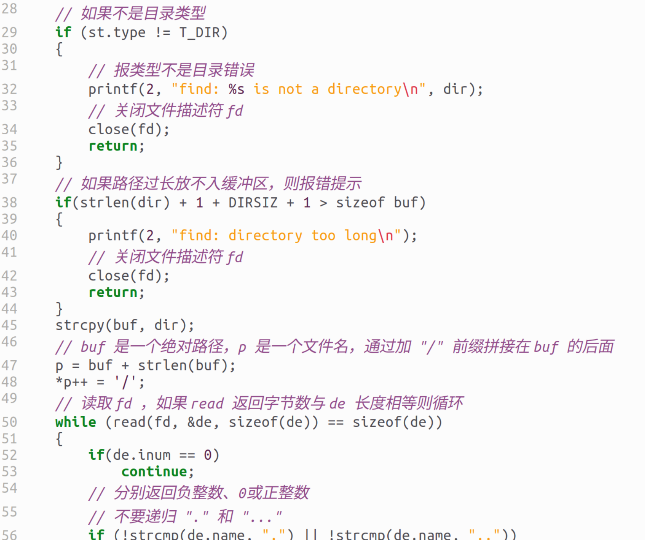 28 // 如果不是目录类型
29 if (st.type != T_DIR)
30 {
31 // 报类型不是目录错误
32 printf(2, "find: %s is not a directory\n", dir);
33 // 关闭文件描述符 fd
34 close(fd);
35 return;
36 }
37 // 如果路径过长放不入缓冲区，则报错提示
38 if(strlen(dir) + 1 + DIRSIZ + 1 > sizeof buf)
39 {
40 printf(2, "find: directory too long\n");
41 // 关闭文件描述符 fd
42 close(fd);
43 return;
44 }
45 strcpy(buf, dir);
46 // buf 是一个绝对路径，p 是一个文件名，通过加 "/" 前缀拼接在 buf 的后面
47 p = buf + strlen(buf);
48 *p++ = '/';
49 // 读取 fd ，如果 read 返回字节数与 de 长度相等则循环
50 while (read(fd, &de, sizeof(de)) == sizeof(de))
51 {
52 if(de.inum == 0)
53 continue;
54 // 分别返回负整数、0或正整数
55 // 不要递归 "." 和 "..."
56 if (!strcmp(de.name, ".") || !strcmp(de.name, ".."))